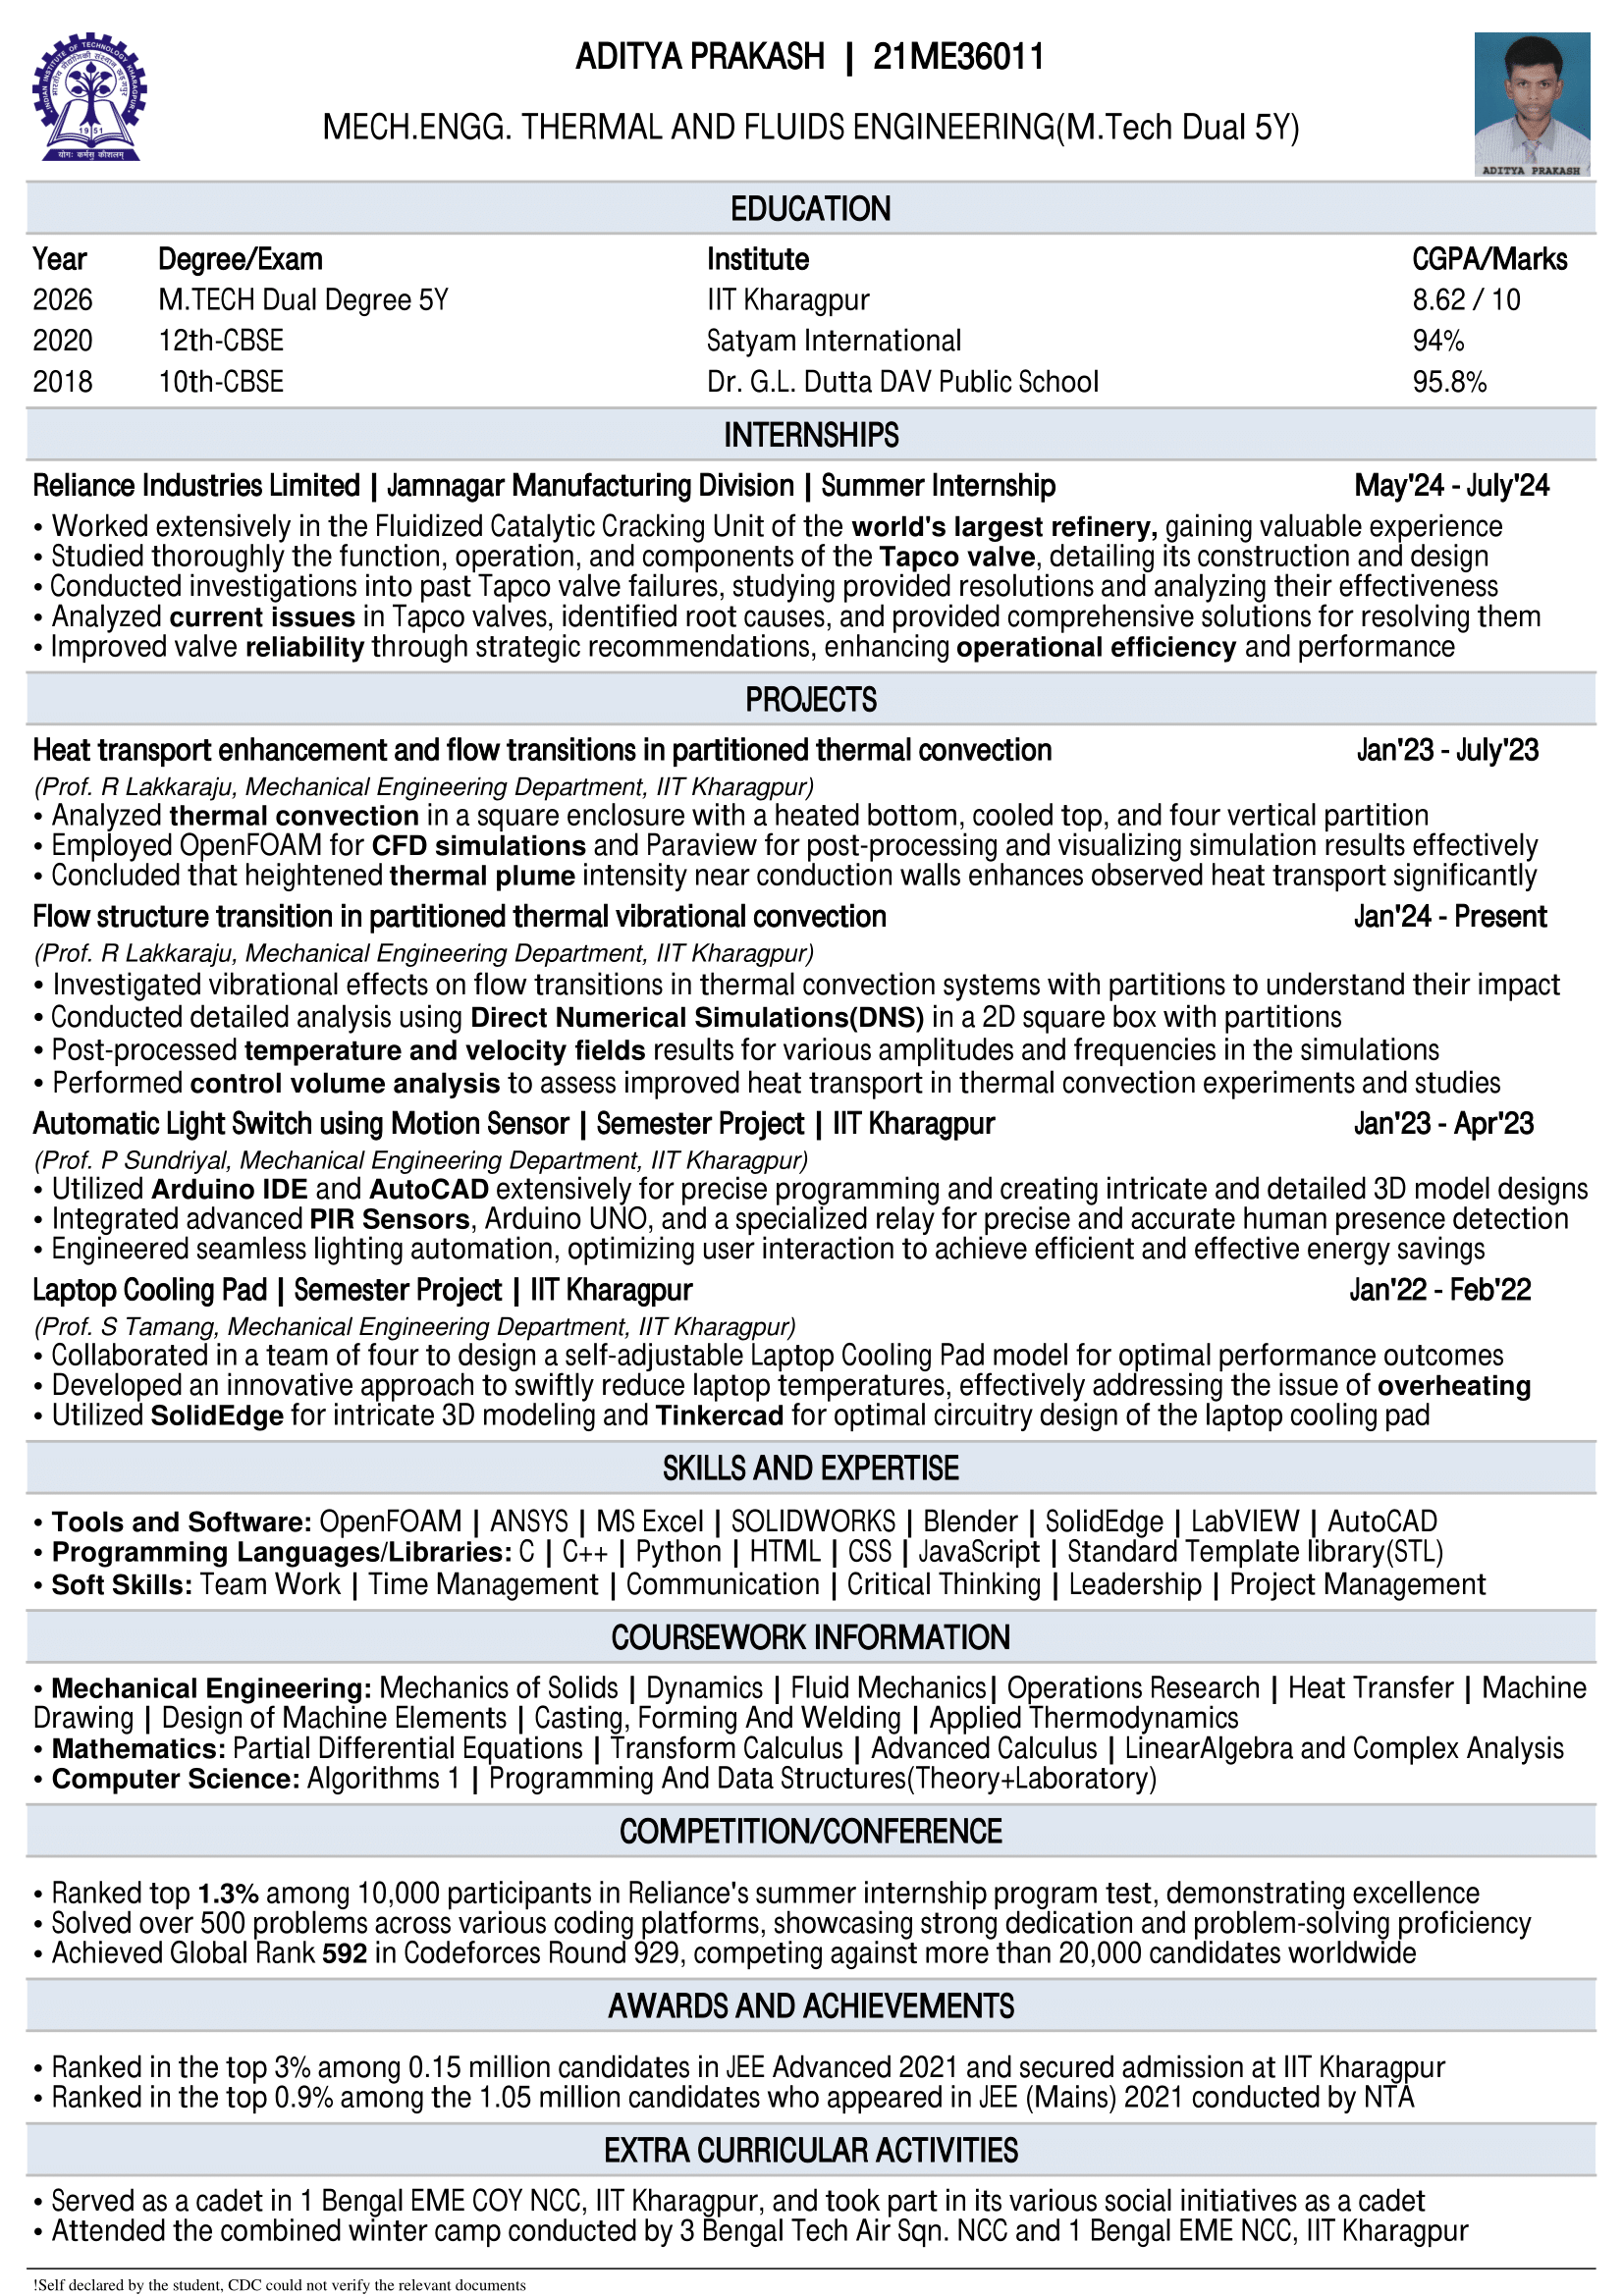 INDIAN INSTITUTE OF TECHNOLOGY KHARAGPUR
भारतीय प्रौद्योगिकी संस्थान खड़गपुर
1951
योगः कर्मसु कौशलम्
ADITYA PRAKASH | 21ME36011
MECH.ENGG. THERMAL AND FLUIDS ENGINEERING(M.Tech Dual 5Y)
ADITYA PRAKASH
EDUCATION
Year Degree/Exam Institute CGPA/Marks
2026 M.TECH Dual Degree 5Y IIT Kharagpur 8.62 / 10
2020 12th-CBSE Satyam International 94%
2018 10th-CBSE Dr. G.L. Dutta DAV Public School 95.8%
INTERNSHIPS
Reliance Industries Limited | Jamnagar Manufacturing Division | Summer Internship May'24 - July'24
• Worked extensively in the Fluidized Catalytic Cracking Unit of the world's largest refinery, gaining valuable experience
• Studied thoroughly the function, operation, and components of the Tapco valve, detailing its construction and design
• Conducted investigations into past Tapco valve failures, studying provided resolutions and analyzing their effectiveness
• Analyzed current issues in Tapco valves, identified root causes, and provided comprehensive solutions for resolving them
• Improved valve reliability through strategic recommendations, enhancing operational efficiency and performance
PROJECTS
Heat transport enhancement and flow transitions in partitioned thermal convection Jan'23 - July'23
(Prof. R Lakkaraju, Mechanical Engineering Department, IIT Kharagpur)
• Analyzed thermal convection in a square enclosure with a heated bottom, cooled top, and four vertical partition
• Employed OpenFOAM for CFD simulations and Paraview for post-processing and visualizing simulation results effectively
• Concluded that heightened thermal plume intensity near conduction walls enhances observed heat transport significantly
Flow structure transition in partitioned thermal vibrational convection Jan'24 - Present
(Prof. R Lakkaraju, Mechanical Engineering Department, IIT Kharagpur)
• Investigated vibrational effects on flow transitions in thermal convection systems with partitions to understand their impact
• Conducted detailed analysis using Direct Numerical Simulations(DNS) in a 2D square box with partitions
• Post-processed temperature and velocity fields results for various amplitudes and frequencies in the simulations
• Performed control volume analysis to assess improved heat transport in thermal convection experiments and studies
Automatic Light Switch using Motion Sensor | Semester Project | IIT Kharagpur Jan'23 - Apr'23
(Prof. P Sundriyal, Mechanical Engineering Department, IIT Kharagpur)
• Utilized Arduino IDE and AutoCAD extensively for precise programming and creating intricate and detailed 3D model designs
• Integrated advanced PIR Sensors, Arduino UNO, and a specialized relay for precise and accurate human presence detection
• Engineered seamless lighting automation, optimizing user interaction to achieve efficient and effective energy savings
Laptop Cooling Pad | Semester Project | IIT Kharagpur Jan'22 - Feb'22
(Prof. S Tamang, Mechanical Engineering Department, IIT Kharagpur)
• Collaborated in a team of four to design a self-adjustable Laptop Cooling Pad model for optimal performance outcomes
• Developed an innovative approach to swiftly reduce laptop temperatures, effectively addressing the issue of overheating
• Utilized SolidEdge for intricate 3D modeling and Tinkercad for optimal circuitry design of the laptop cooling pad
SKILLS AND EXPERTISE
• Tools and Software: OpenFOAM | ANSYS | MS Excel | SOLIDWORKS | Blender | SolidEdge | LabVIEW | AutoCAD
• Programming Languages/Libraries: C | C++ | Python | HTML | CSS | JavaScript | Standard Template library(STL)
• Soft Skills: Team Work | Time Management | Communication | Critical Thinking | Leadership | Project Management
COURSEWORK INFORMATION
• Mechanical Engineering: Mechanics of Solids | Dynamics | Fluid Mechanics| Operations Research | Heat Transfer | Machine
Drawing | Design of Machine Elements | Casting, Forming And Welding | Applied Thermodynamics
• Mathematics: Partial Differential Equations | Transform Calculus | Advanced Calculus | LinearAlgebra and Complex Analysis
• Computer Science: Algorithms 1 | Programming And Data Structures(Theory+Laboratory)
COMPETITION/CONFERENCE
• Ranked top 1.3% among 10,000 participants in Reliance's summer internship program test, demonstrating excellence
• Solved over 500 problems across various coding platforms, showcasing strong dedication and problem-solving proficiency
• Achieved Global Rank 592 in Codeforces Round 929, competing against more than 20,000 candidates worldwide
AWARDS AND ACHIEVEMENTS
• Ranked in the top 3% among 0.15 million candidates in JEE Advanced 2021 and secured admission at IIT Kharagpur
• Ranked in the top 0.9% among the 1.05 million candidates who appeared in JEE (Mains) 2021 conducted by NTA
EXTRA CURRICULAR ACTIVITIES
• Served as a cadet in 1 Bengal EME COY NCC, IIT Kharagpur, and took part in its various social initiatives as a cadet
• Attended the combined winter camp conducted by 3 Bengal Tech Air Sqn. NCC and 1 Bengal EME NCC, IIT Kharagpur
!Self declared by the student, CDC could not verify the relevant documents